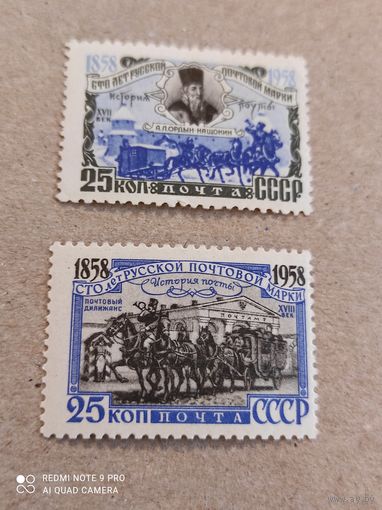 1858 1958
СТО ЛЕТ РУССКОЙ ПОЧТОВОЙ МАРКИ
История почты
XVII ВЕК
А.Л.ОРДЫН-НАЩОКИН
25 КОП ПОЧТА СССР
1858 1958
СТО лет РУССКОЙ ПОЧТОВОЙ МАРКИ
История почты
ПОЧТОВЫЙ
ДИЛИЖАНС
XVIII
ВЕК
ПОЧТАМТ
25 КОП ПОЧТА СССР
REDMI NOTE 9 PRO
AI QUAD CAMERA
av.by